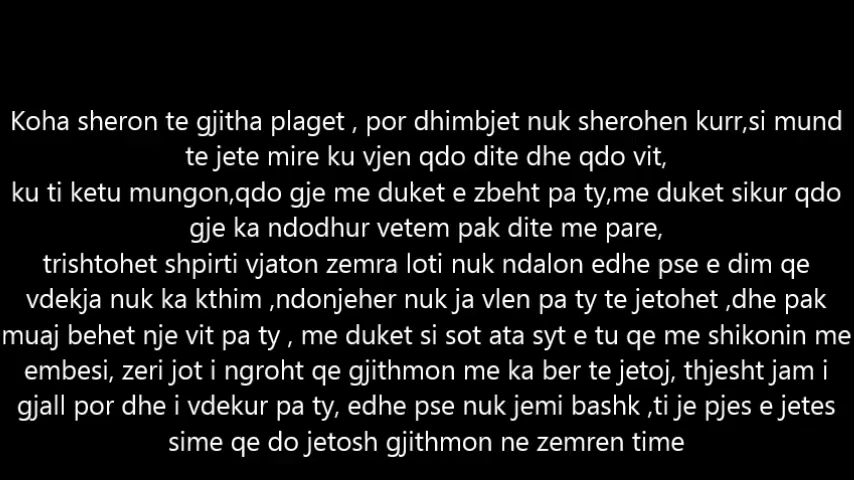 Koha sheron te gjitha plaget , por dhimbjet nuk sherohen kurr,si mund
te jete mire ku vjen qdo dite dhe qdo vit,
ku ti ketu mungon,qdo gje me duket e zbeht pa ty,me duket sikur qdo
gje ka ndodhur vetem pak dite me pare,
trishtohet shpirti vjaton zemra loti nuk ndalon edhe pse e dim qe
vdekja nuk ka kthim ,ndonjeher nuk ja vlen pa ty te jetohet ,dhe pak
muaj behet nje vit pa ty , me duket si sot ata syt e tu qe me shikonin me
embesi, zeri jot i ngroht qe gjithmon me ka ber te jetoj, thjesht jam i
gjall por dhe i vdekur pa ty, edhe pse nuk jemi bashk ,ti je pjes e jetes
sime qe do jetosh gjithmon ne zemren time